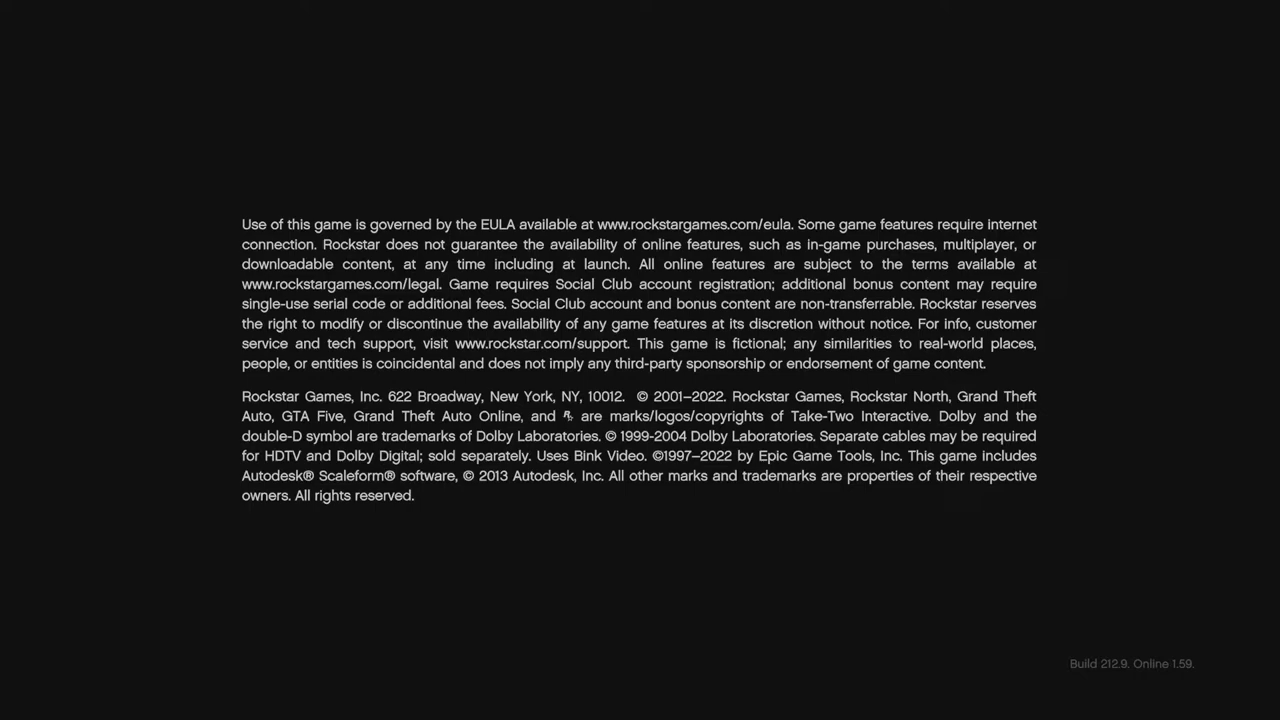 Use of this game is governed by the EULA available at www.rockstargames.com/eula. Some game features require internet
connection. Rockstar does not guarantee the availability of online features, such as in-game purchases, multiplayer, or
downloadable content, at any time including at launch. All online features are subject to the terms available at
www.rockstargames.com/legal. Game requires Social Club account registration; additional bonus content may require
single-use serial code or additional fees. Social Club account and bonus content are non-transferrable. Rockstar reserves
the right to modify or discontinue the availability of any game features at its discretion without notice. For info, customer
service and tech support, visit www.rockstar.com/support. This game is fictional; any similarities to real-world places,
people, or entities is coincidental and does not imply any third-party sponsorship or endorsement of game content.
Rockstar Games, Inc. 622 Broadway, New York, NY, 10012. © 2001–2022. Rockstar Games, Rockstar North, Grand Theft
Auto, GTA Five, Grand Theft Auto Online, and R* are marks/logos/copyrights of Take-Two Interactive. Dolby and the
double-D symbol are trademarks of Dolby Laboratories. © 1999-2004 Dolby Laboratories. Separate cables may be required
for HDTV and Dolby Digital; sold separately. Uses Bink Video. ©1997–2022 by Epic Game Tools, Inc. This game includes
Autodesk® Scaleform® software, © 2013 Autodesk, Inc. All other marks and trademarks are properties of their respective
owners. All rights reserved.
Build 212.9. Online 1.59.